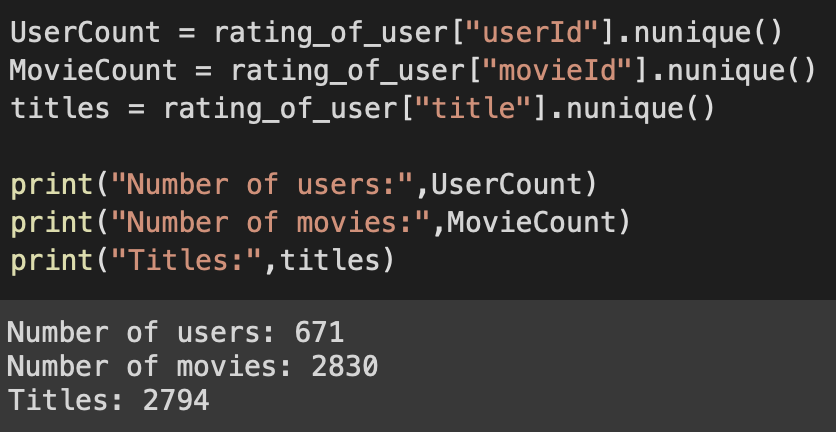 UserCount = rating_of_user["userId"].nunique()
MovieCount = rating_of_user["movieId"].nunique()
titles = rating_of_user["title"].nunique()
print("Number of users:",UserCount)
print("Number of movies:",MovieCount)
print("Titles:",titles)
Number of users: 671
Number of movies: 2830
Titles: 2794